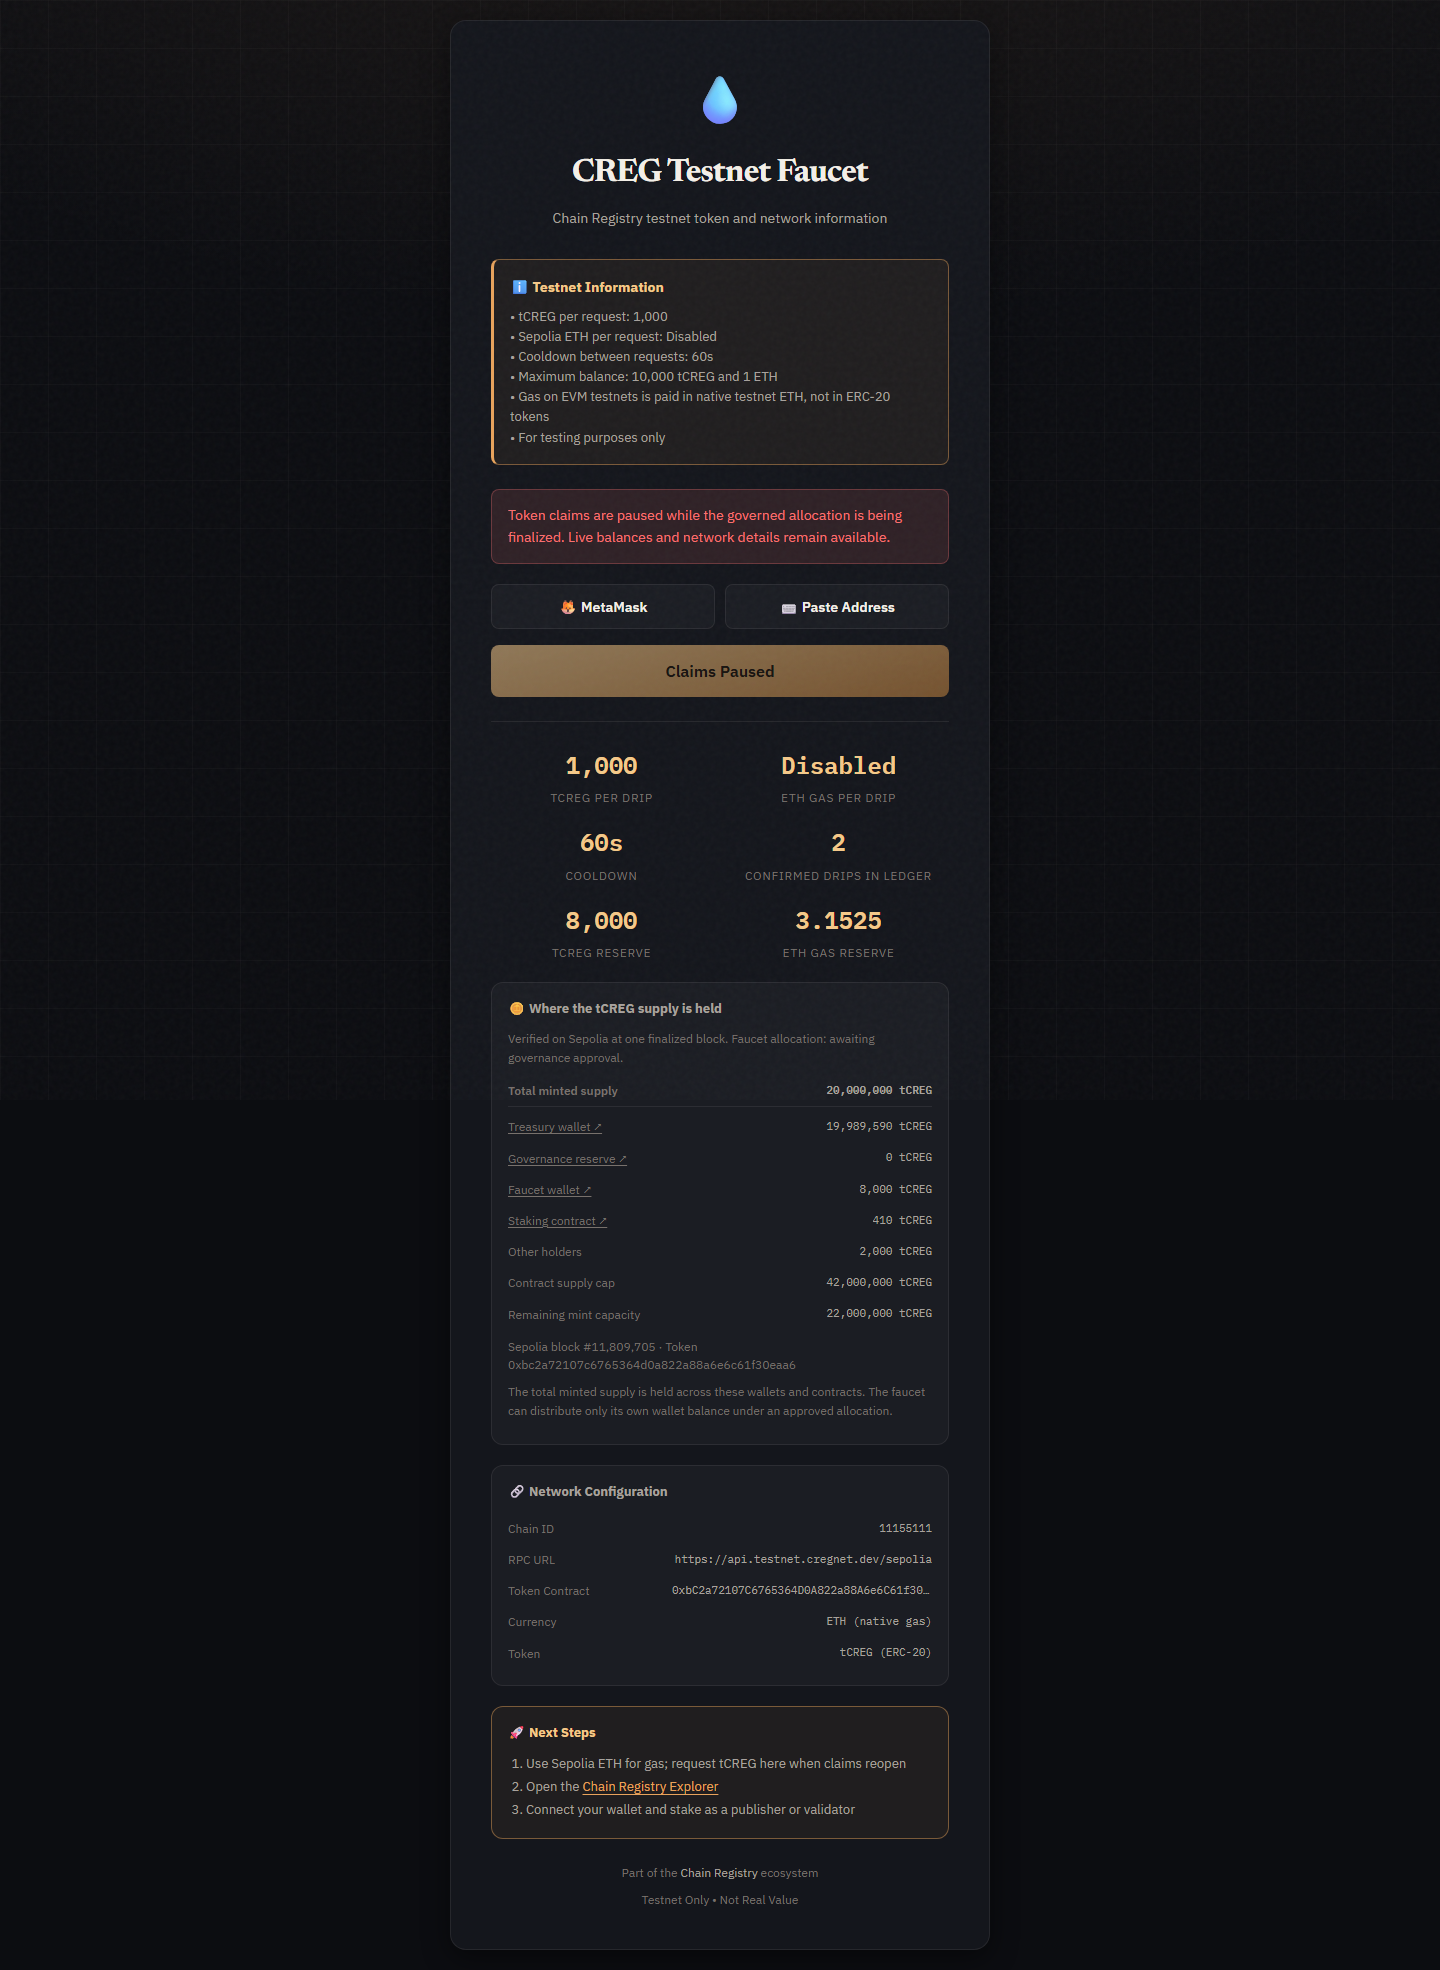 CREG Testnet Faucet
Chain Registry testnet token and network information
Testnet Information
• tCREG per request: 1,000
• Sepolia ETH per request: Disabled
• Cooldown between requests: 60s
• Maximum balance: 10,000 tCREG and 1 ETH
• Gas on EVM testnets is paid in native testnet ETH, not in ERC-20
tokens
• For testing purposes only
Token claims are paused while the governed allocation is being
finalized. Live balances and network details remain available.
MetaMask
Paste Address
Claims Paused
1,000
TCREG PER DRIP
Disabled
ETH GAS PER DRIP
60s
COOLDOWN
2
CONFIRMED DRIPS IN LEDGER
8,000
TCREG RESERVE
3.1525
ETH GAS RESERVE
Where the tCREG supply is held
Verified on Sepolia at one finalized block. Faucet allocation: awaiting
governance approval.
Total minted supply 20,000,000 tCREG
Treasury wallet ↗ 19,989,590 tCREG
Governance reserve ↗ 0 tCREG
Faucet wallet ↗ 8,000 tCREG
Staking contract ↗ 410 tCREG
Other holders 2,000 tCREG
Contract supply cap 42,000,000 tCREG
Remaining mint capacity 22,000,000 tCREG
Sepolia block #11,809,705 · Token
0xbc2a72107c6765364d0a822a88a6e6c61f30eaa6
The total minted supply is held across these wallets and contracts. The faucet
can distribute only its own wallet balance under an approved allocation.
Network Configuration
Chain ID 11155111
RPC URL https://api.testnet.cregnet.dev/sepolia
Token Contract 0xbC2a72107C6765364D0A822a88A6e6C61f30…
Currency ETH (native gas)
Token tCREG (ERC-20)
Next Steps
1. Use Sepolia ETH for gas; request tCREG here when claims reopen
2. Open the Chain Registry Explorer
3. Connect your wallet and stake as a publisher or validator
Part of the Chain Registry ecosystem
Testnet Only • Not Real Value